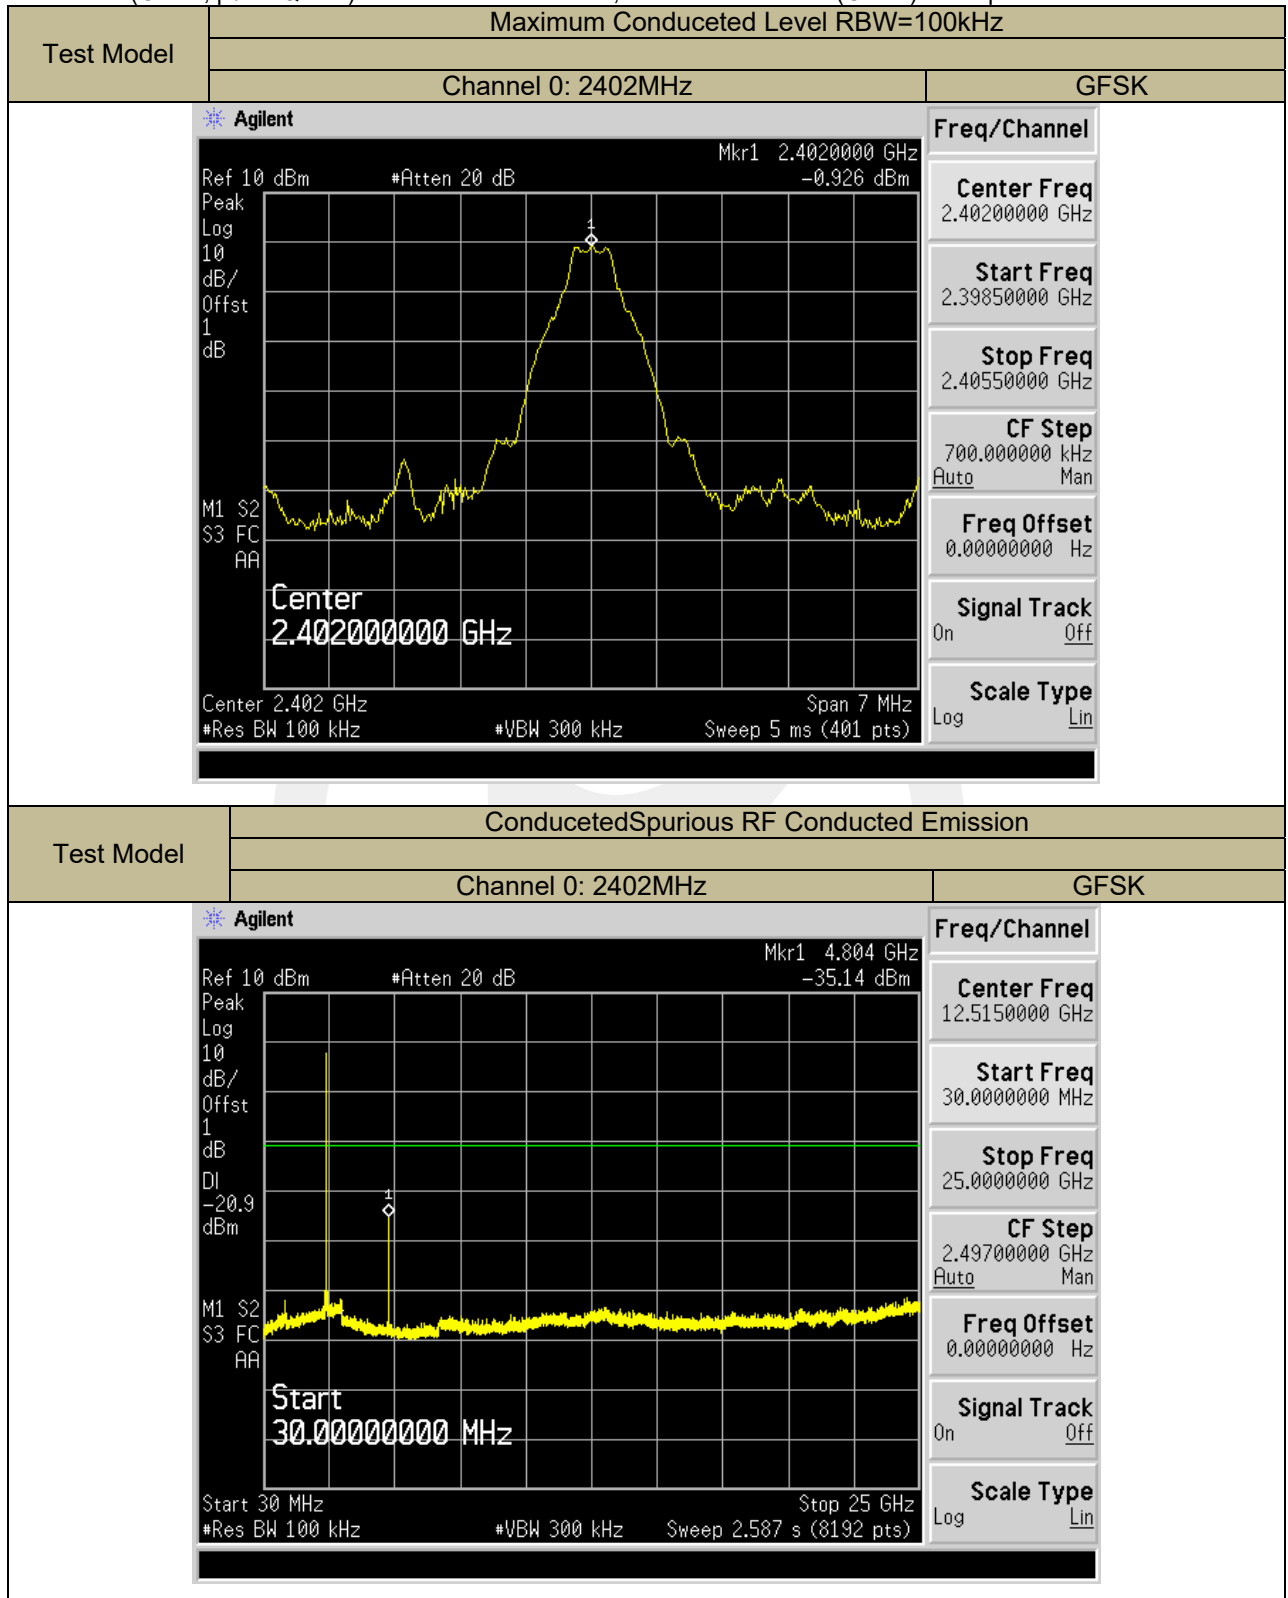 Maximum Conduceted Level RBW=100kHz
Test Model
Channel 0: 2402MHz GFSK
Agilent
Freq/Channel
Mkr1 2.4020000 GHz
Ref 10 dBm #Atten 20 dB -0.926 dBm
Peak
Log
10
dB/
Offst
1
dB
1
M1 S2
S3 FC
AA
Center
2.402000000 GHz
Center 2.402 GHz Span 7 MHz
#Res BW 100 kHz #VBW 300 kHz Sweep 5 ms (401 pts)
Center Freq
2.40200000 GHz
Start Freq
2.39850000 GHz
Stop Freq
2.40550000 GHz
CF Step
700.000000 kHz
Auto Man
Freq Offset
0.00000000 Hz
Signal Track
On Off
Scale Type
Log Lin
ConducetedSpurious RF Conducted Emission
Test Model
Channel 0: 2402MHz GFSK
Agilent
Freq/Channel
Mkr1 4.804 GHz
Ref 10 dBm #Atten 20 dB -35.14 dBm
Peak
Log
10
dB/
Offst
1
dB
DI
-20.9
dBm
1
M1 S2
S3 FC
AA
Start
30.00000000 MHz
Start 30 MHz Stop 25 GHz
#Res BW 100 kHz #VBW 300 kHz Sweep 2.587 s (8192 pts)
Center Freq
12.5150000 GHz
Start Freq
30.0000000 MHz
Stop Freq
25.0000000 GHz
CF Step
2.49700000 GHz
Auto Man
Freq Offset
0.00000000 Hz
Signal Track
On Off
Scale Type
Log Lin